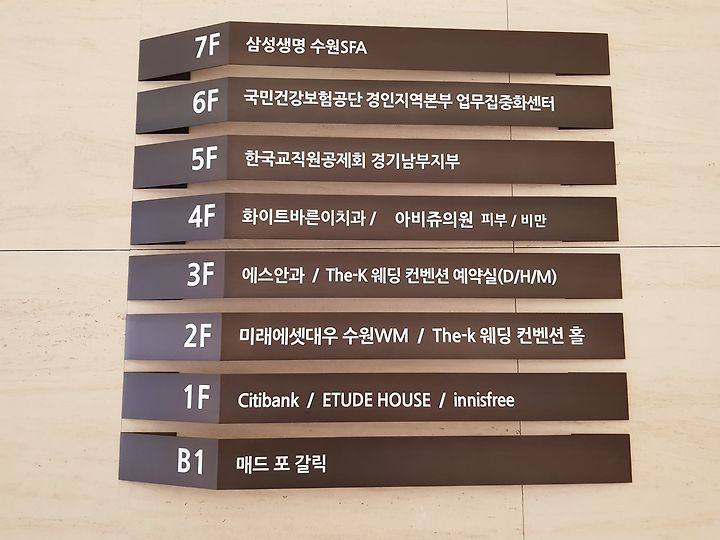 7F 삼성생명 수원SFA
6F 국민건강보험공단 경인지역본부 업무집중화센터
5F 한국교직원공제회 경기남부지부
4F 화이트바른이치과 / 아비쥬의원 피부 / 비만
3F 에스안과 / The-K 웨딩 컨벤션 예약실(D/H/M)
2F 미래에셋대우 수원WM / The-k 웨딩 컨벤션 홀
1F Citibank / ETUDE HOUSE / innisfree
B1 매드 포 갈릭